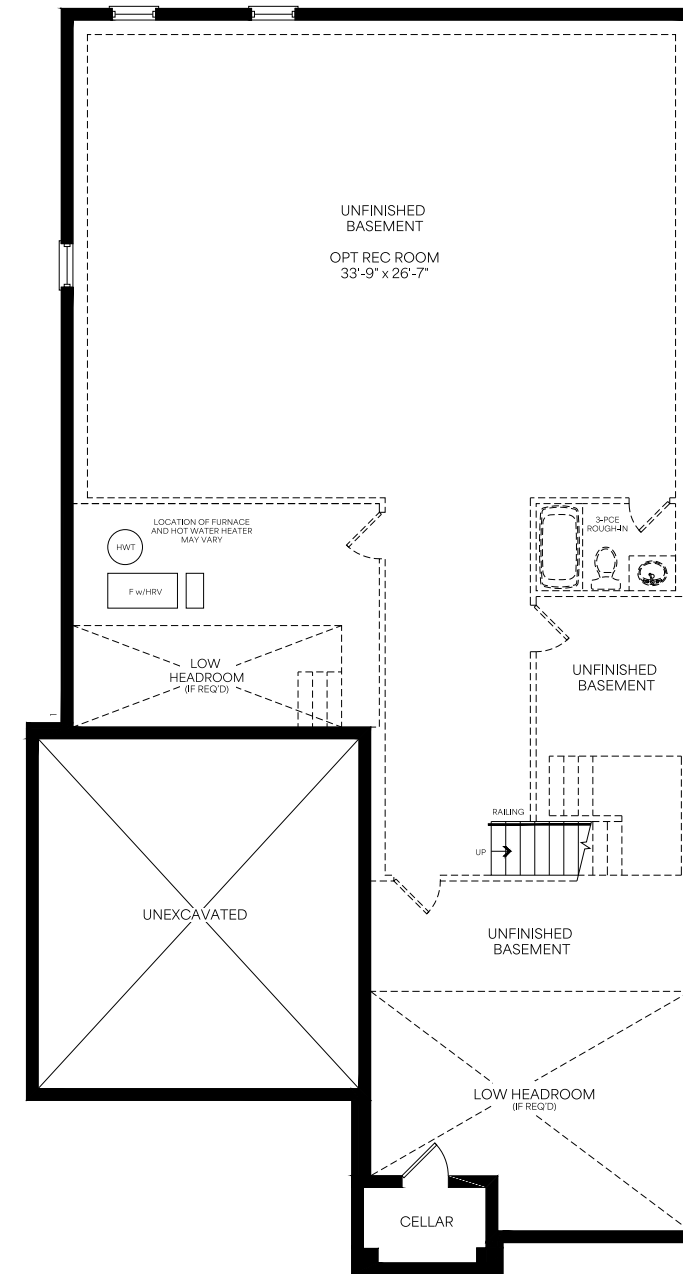 UNFINISHED
BASEMENT
OPT REC ROOM
33'-9" x 26'-7"
LOCATION OF FURNACE
AND HOT WATER HEATER
MAY VARY
HWT
F w/HRV
3-PCE
ROUGH-IN
LOW
HEADROOM
(IF REQ'D)
UNFINISHED
BASEMENT
1
RAILING
UP
UNEXCAVATED
UNFINISHED
BASEMENT
LOW HEADROOM
(IF REQ'D)
CELLAR